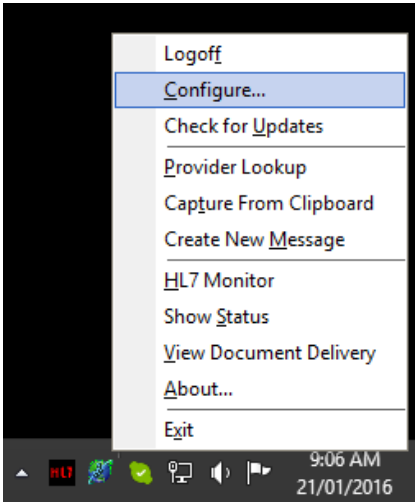 Logoff
Configure...
Check for Updates
Provider Lookup
Capture From Clipboard
Create New Message
HL7 Monitor
Show Status
View Document Delivery
About...
Exit
HL7
9:06 AM
21/01/2016